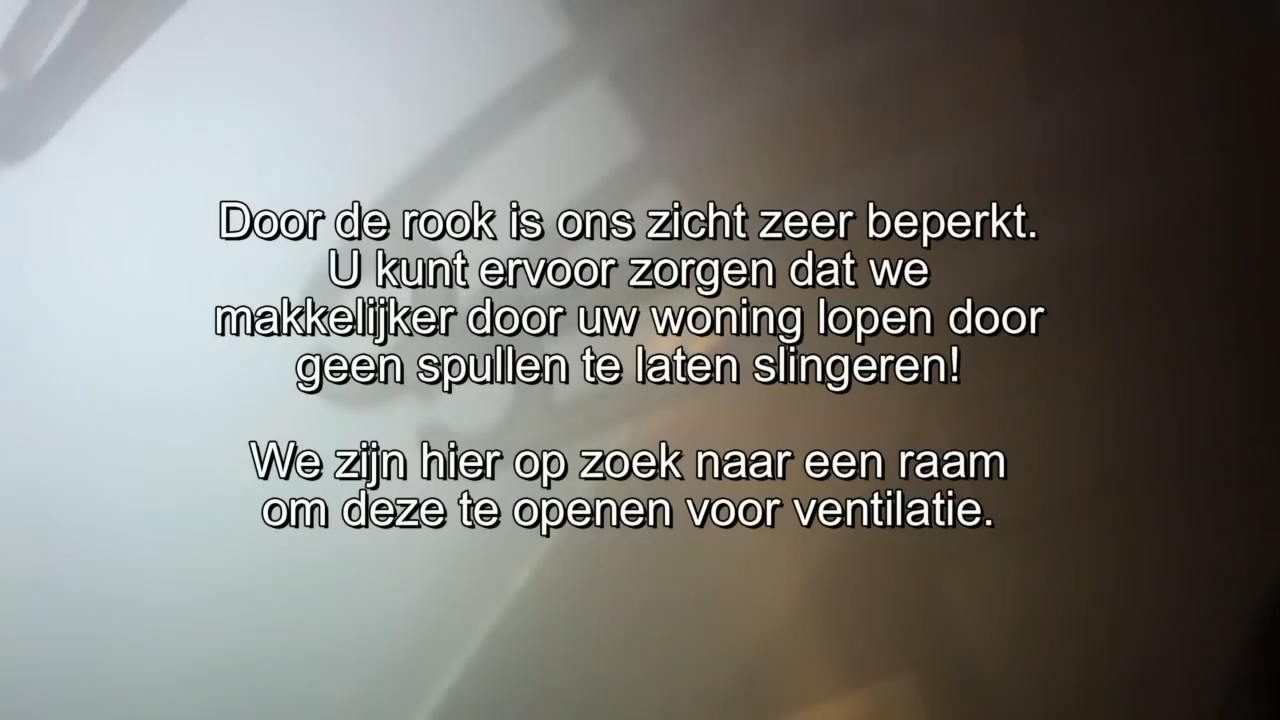 Door de rook is ons zicht zeer beperkt.
U kunt ervoor zorgen dat we
makkelijker door uw woning lopen door
geen spullen te laten slingeren!
We zijn hier op zoek naar een raam
om deze te openen voor ventilatie.